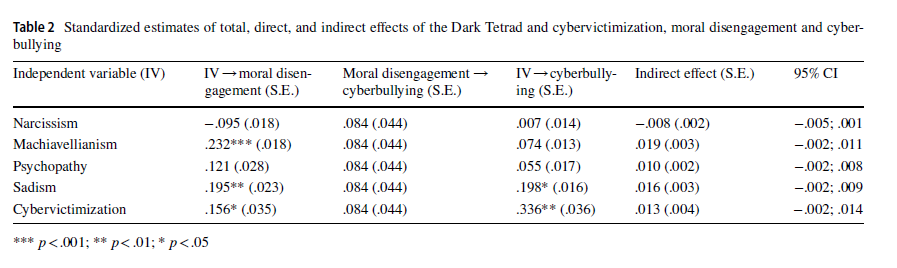 Table 2 Standardized estimates of total, direct, and indirect effects of the Dark Tetrad and cybervictimization, moral disengagement and cyber-
bullying
Independent variable (IV) IV→moral disen- Moral disengagement → IV→cyberbully- Indirect effect (S.E.) 95% CI
gagement (S.E.) cyberbullying (S.E.) ing (S.E.)
Narcissism −.095 (.018) .084 (.044) .007 (.014) −.008 (.002) −.005; .001
Machiavellianism .232*** (.018) .084 (.044) .074 (.013) .019 (.003) −.002; .011
Psychopathy .121 (.028) .084 (.044) .055 (.017) .010 (.002) −.002; .008
Sadism .195** (.023) .084 (.044) .198* (.016) .016 (.003) −.002; .009
Cybervictimization .156* (.035) .084 (.044) .336** (.036) .013 (.004) −.002; .014
*** p<.001; ** p<.01; * p<.05